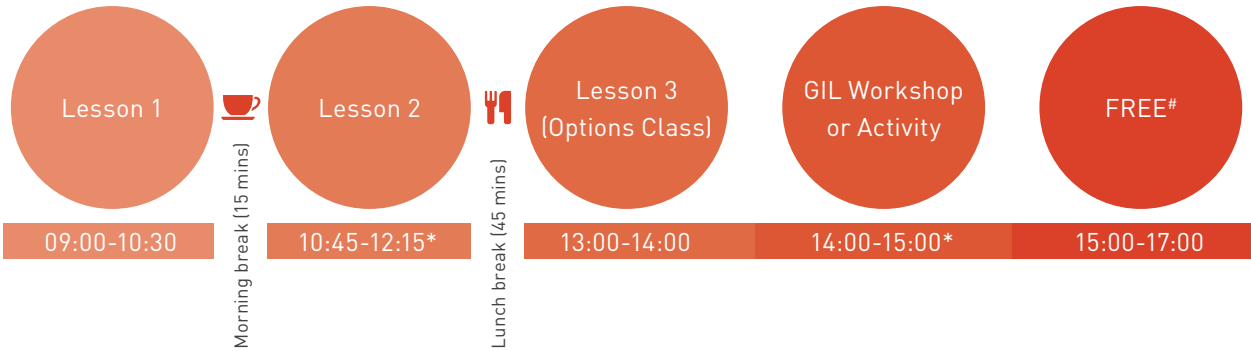 Lesson 1
Morning break (15 mins)
Lesson 2
Lunch break (45 mins)
Lesson 3
(Options Class)
GIL Workshop
or Activity
FREE#
09:00-10:30
10:45-12:15*
13:00-14:00
14:00-15:00*
15:00-17:00